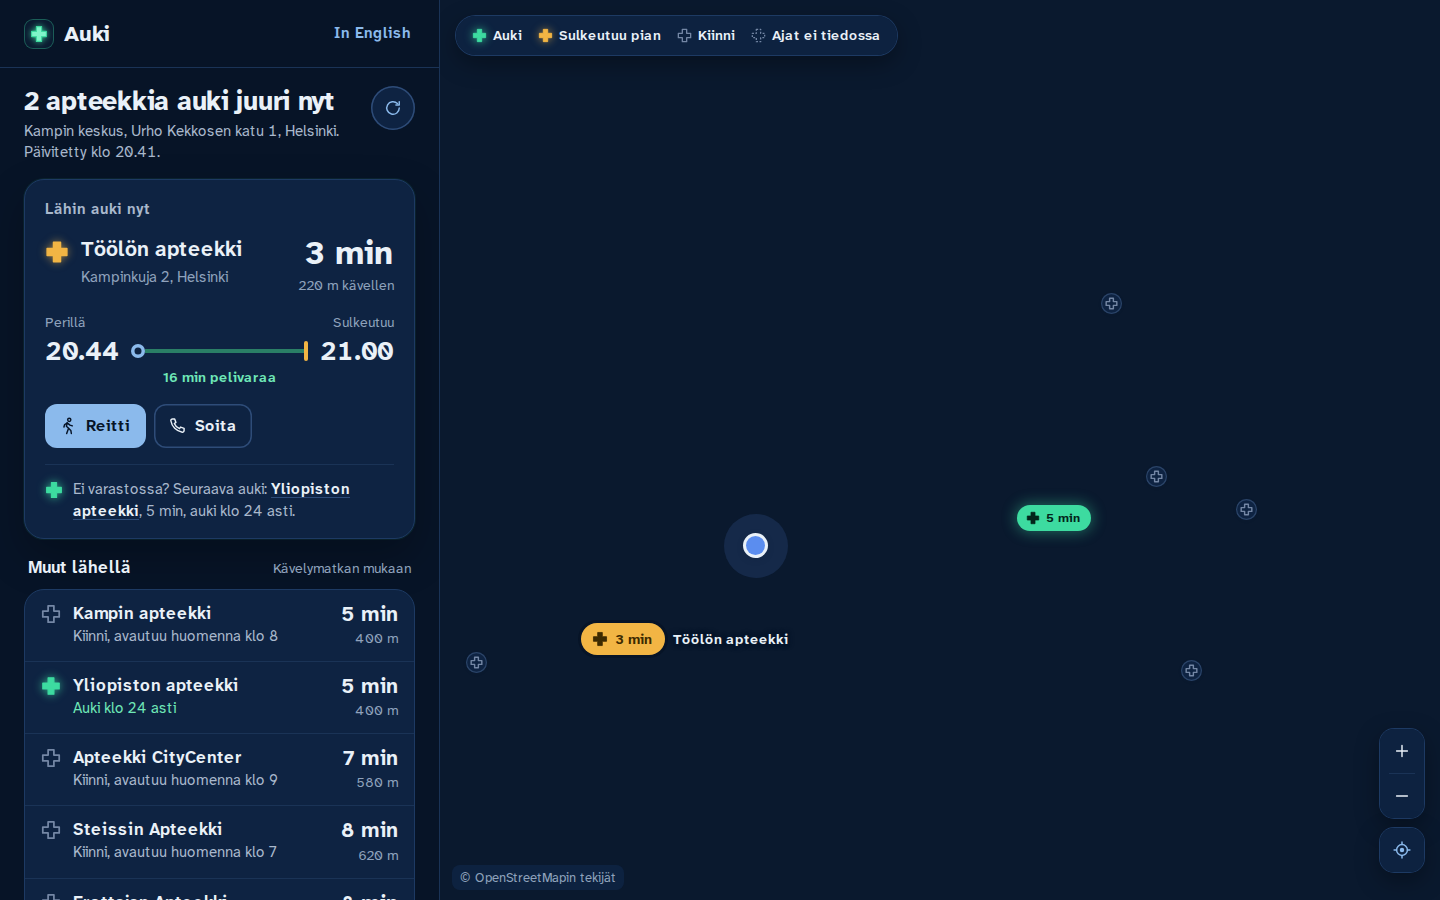 Auki
In English
2 apteekkia auki juuri nyt
Kampin keskus, Urho Kekkosen katu 1, Helsinki.
Päivitetty klo 20.41.
Lähin auki nyt
Töölön apteekki
3 min
Kampinkuja 2, Helsinki
220 m kävellen
Perillä
Sulkeutuu
20.44
21.00
16 min pelivaraa
Reitti
Soita
Ei varastossa? Seuraava auki: Yliopiston
apteekki, 5 min, auki klo 24 asti.
Muut lähellä
Kävelymatkan mukaan
Kampin apteekki
5 min
Kiinni, avautuu huomenna klo 8
400 m
Yliopiston apteekki
5 min
Auki klo 24 asti
400 m
Apteekki CityCenter
7 min
Kiinni, avautuu huomenna klo 9
580 m
Steissin Apteekki
8 min
Kiinni, avautuu huomenna klo 7
620 m
Auki
Sulkeutuu pian
Kiinni
Ajat ei tiedossa
5 min
3 min
Töölön apteekki
© OpenStreetMapin tekijät